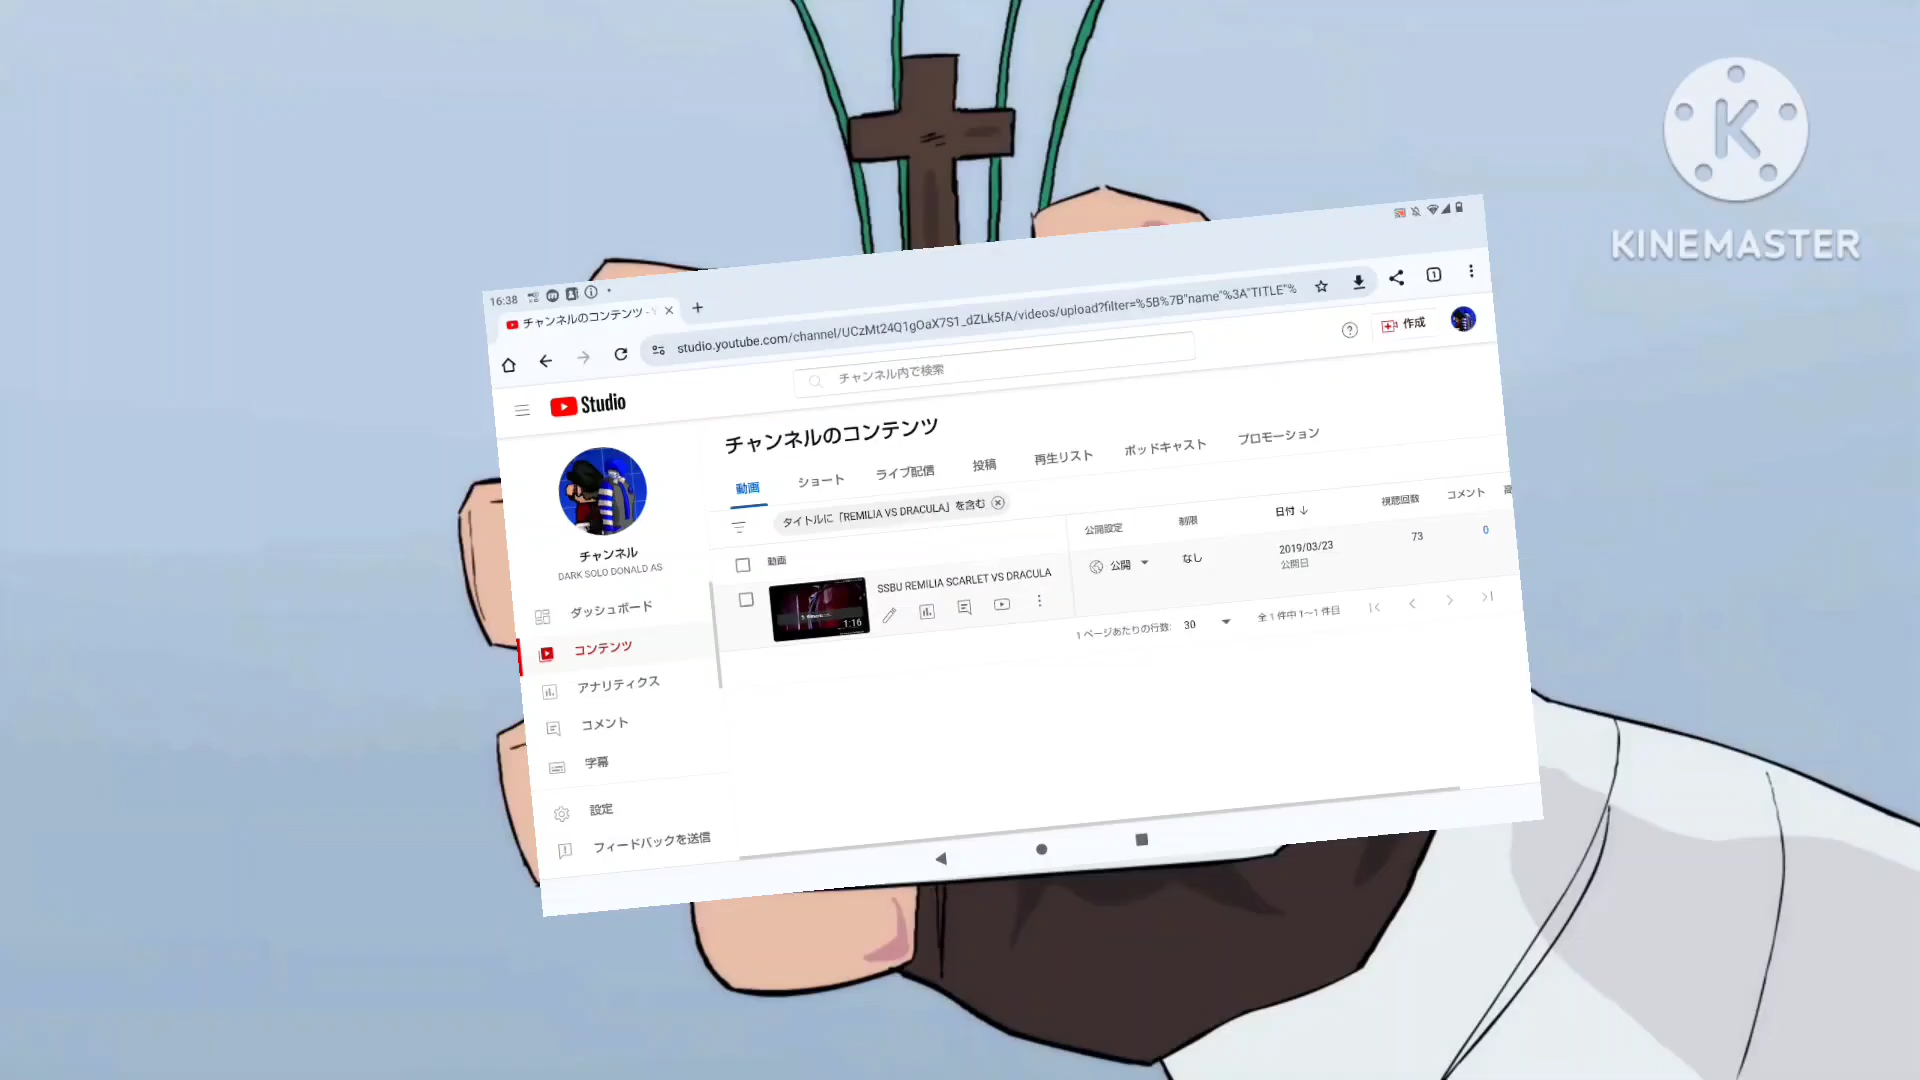 KINEMASTER
16:38
チャンネルのコンテンツ - Y
studio.youtube.com/channel/UCzMt24Q1gOaX7S1_dZLk5fA/videos/upload?filter=%5B%7B"name"%3A"TITLE"%
Studio
チャンネル内で検索
作成
チャンネル
DARK SOLO DONALD AS
ダッシュボード
コンテンツ
アナリティクス
コメント
字幕
設定
フィードバックを送信
チャンネルのコンテンツ
動画 ショート ライブ配信 投稿 再生リスト ポッドキャスト プロモーション
タイトルに「REMILIA VS DRACULA」を含む
動画 公開設定 制限 日付 視聴回数 コメント 高
1:16
SSBU REMILIA SCARLET VS DRACULA
公開 なし 2019/03/23 73 0
公開日
1 ページあたりの行数: 30 全 1 件中 1～1 件目